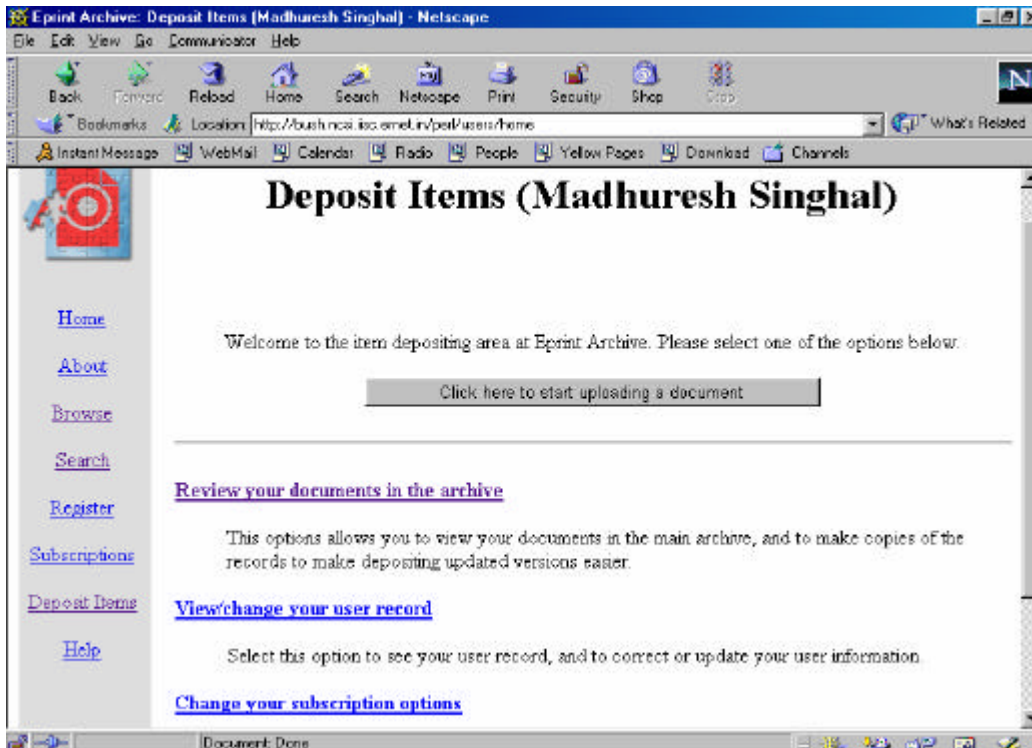 Eprint Archive: Deposit Items (Madhuresh Singhal) - Netscape
File Edit View Go Communicator Help
Back Forward Reload Home Search Netscape Print Security Shop Stop
Bookmarks Location: http://bush.ncsi.iisc.ernet.in/perl/users/home What's Related
Instant Message WebMail Calendar Radio People Yellow Pages Download Channels
Deposit Items (Madhuresh Singhal)
Home
About
Browse
Search
Register
Subscriptions
Deposit Items
Help
Welcome to the item depositing area at Eprint Archive. Please select one of the options below.
Click here to start uploading a document
Review your documents in the archive
This options allows you to view your documents in the main archive, and to make copies of the
records to make depositing updated versions easier.
View/change your user record
Select this option to see your user record, and to correct or update your user information.
Change your subscription options
Document: Done